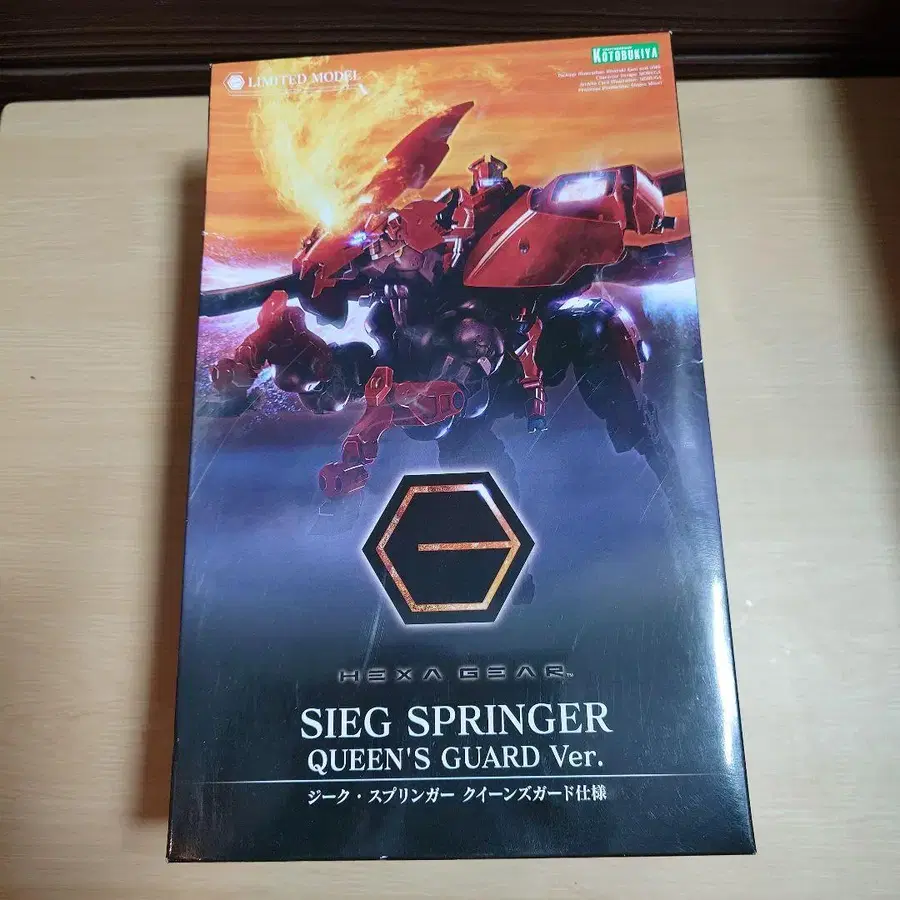 LIMITED MODEL
KOTOBUKIYA
HEXA GEAR™
SIEG SPRINGER
QUEEN'S GUARD Ver.
ジーク・スプリンガー クイーンズガード仕様